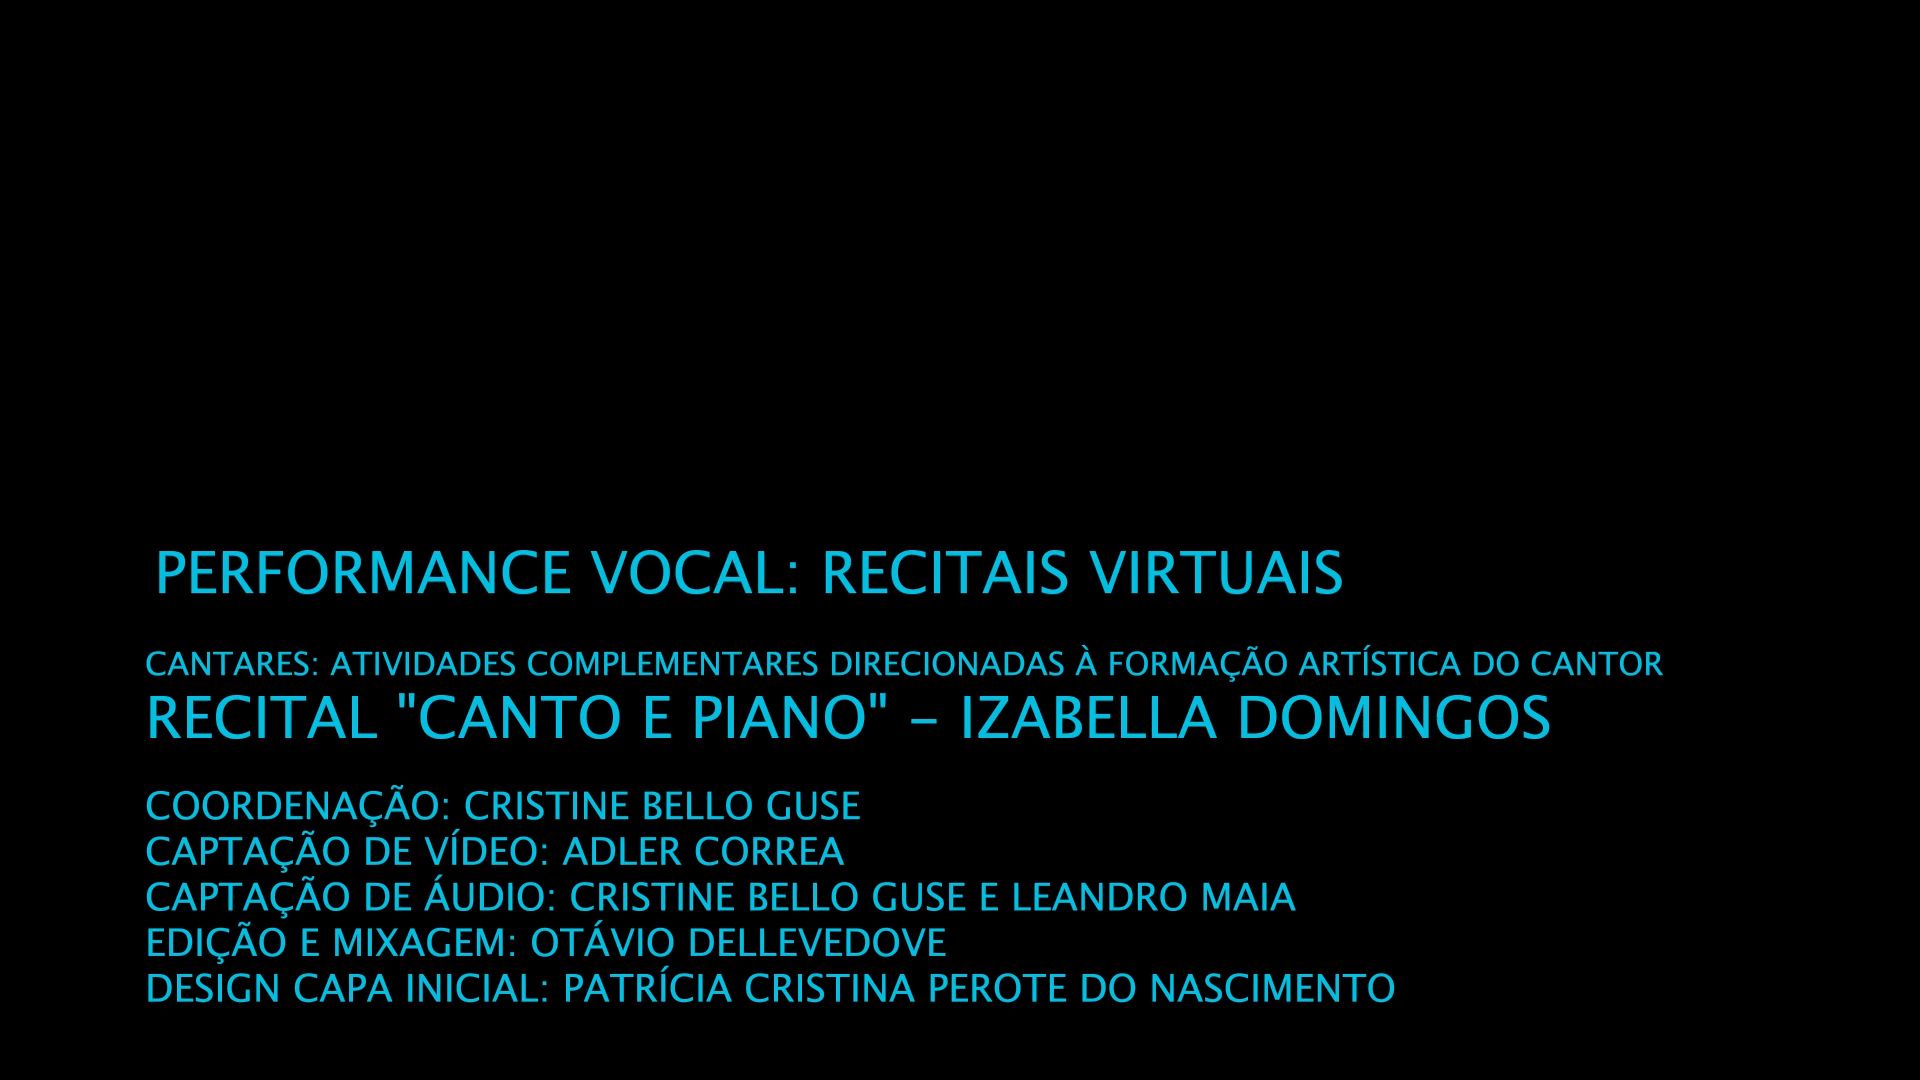 PERFORMANCE VOCAL: RECITAIS VIRTUAIS
CANTARES: ATIVIDADES COMPLEMENTARES DIRECIONADAS À FORMAÇÃO ARTÍSTICA DO CANTOR
RECITAL "CANTO E PIANO" - IZABELLA DOMINGOS
COORDENAÇÃO: CRISTINE BELLO GUSE
CAPTAÇÃO DE VÍDEO: ADLER CORREA
CAPTAÇÃO DE ÁUDIO: CRISTINE BELLO GUSE E LEANDRO MAIA
EDIÇÃO E MIXAGEM: OTÁVIO DELLEVEDOVE
DESIGN CAPA INICIAL: PATRÍCIA CRISTINA PEROTE DO NASCIMENTO